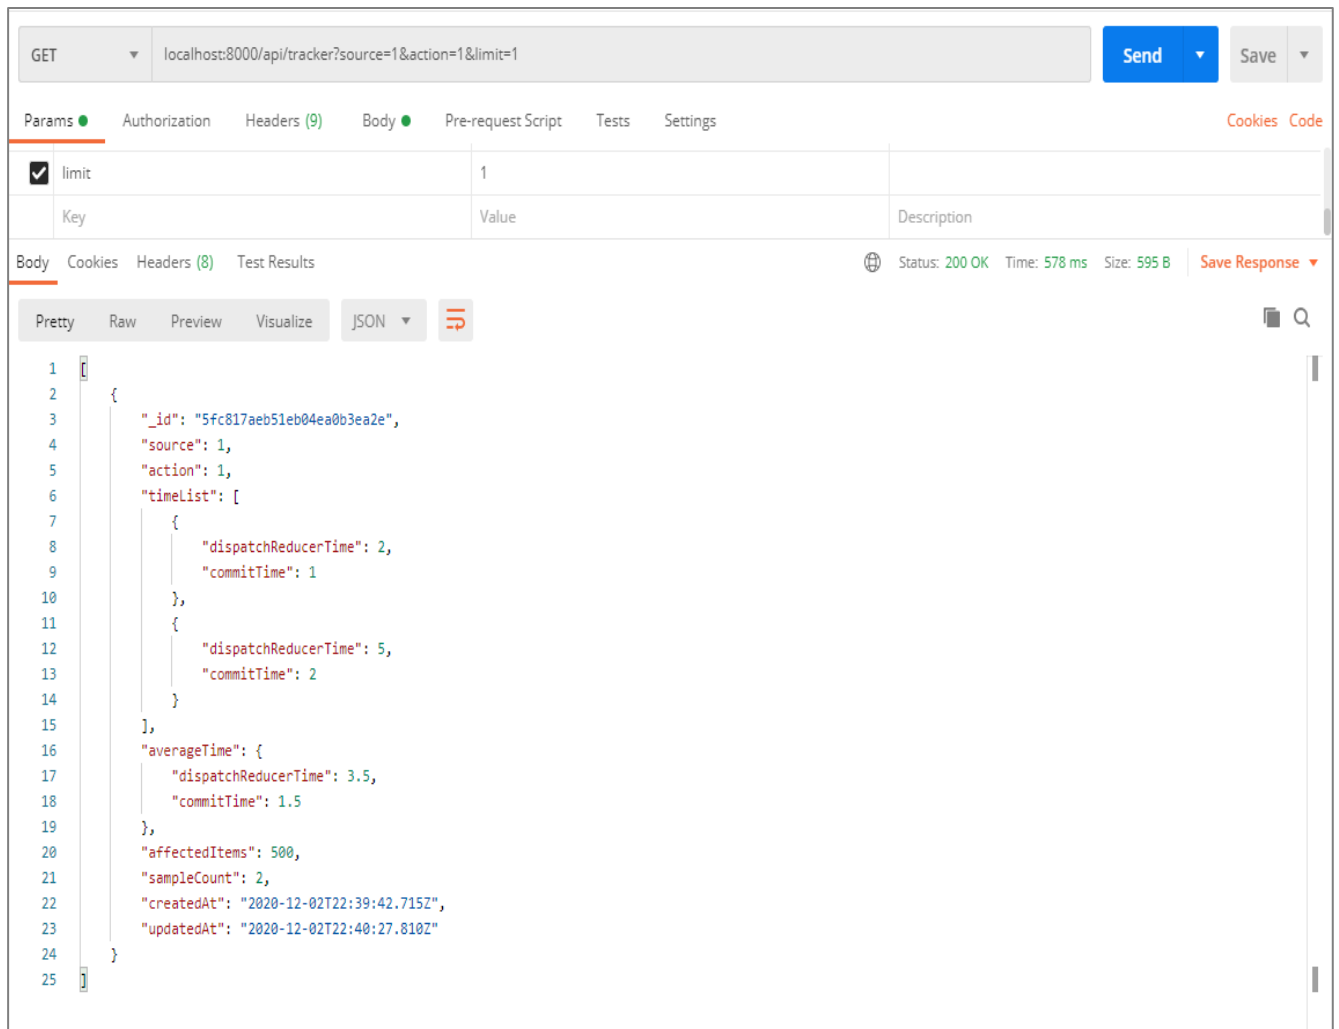 GET localhost:8000/api/tracker?source=1&action=1&limit=1 Send Save
Params Authorization Headers (9) Body Pre-request Script Tests Settings Cookies Code
limit 1
Key Value Description
Body Cookies Headers (8) Test Results Status: 200 OK Time: 578 ms Size: 595 B Save Response
Pretty Raw Preview Visualize JSON
1 [
2 {
3 "_id": "5fc817aeb51eb04ea0b3ea2e",
4 "source": 1,
5 "action": 1,
6 "timeList": [
7 {
8 "dispatchReducerTime": 2,
9 "commitTime": 1
10 },
11 {
12 "dispatchReducerTime": 5,
13 "commitTime": 2
14 }
15 ],
16 "averageTime": {
17 "dispatchReducerTime": 3.5,
18 "commitTime": 1.5
19 },
20 "affectedItems": 500,
21 "sampleCount": 2,
22 "createdAt": "2020-12-02T22:39:42.715Z",
23 "updatedAt": "2020-12-02T22:40:27.810Z"
24 }
25 ]